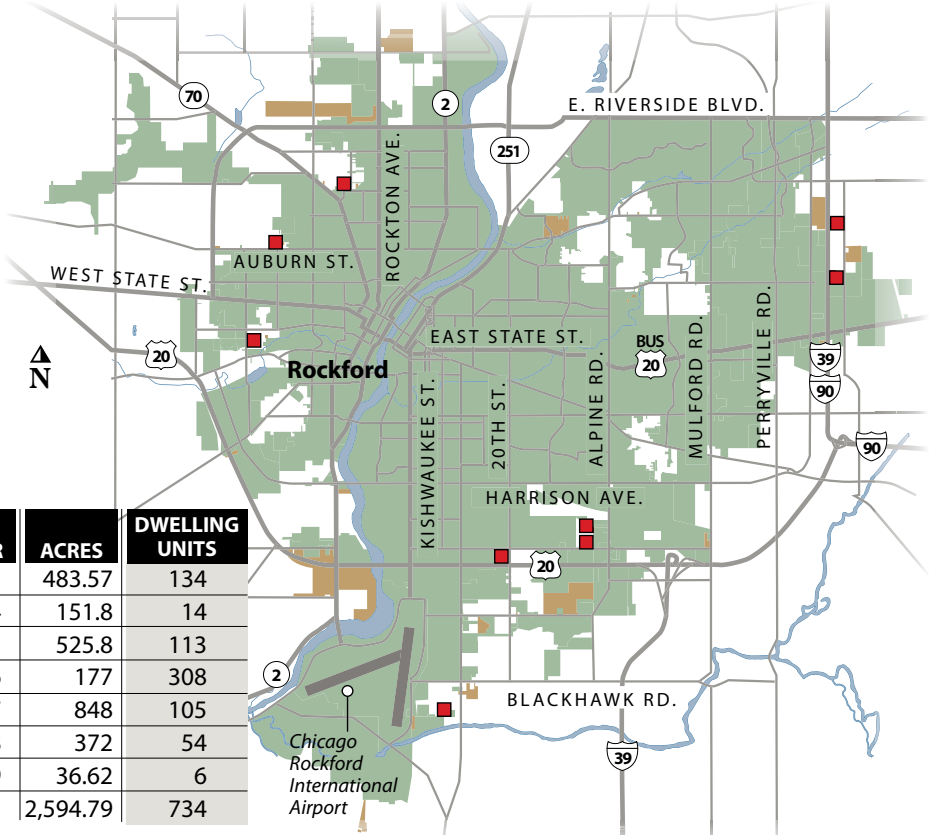 70
2
E. RIVERSIDE BLVD.
251
ROCKTON AVE.
AUBURN ST.
WEST STATE ST.
EAST STATE ST.
BUS
20
20
N
Rockford
KISHWAUKEE ST.
20TH ST.
ALPINE RD.
MULFORD RD.
PERRYVILLE RD.
39
90
90
HARRISON AVE.
20
2
BLACKHAWK RD.
39
Chicago
Rockford
International
Airport
ACRES DWELLING UNITS
483.57 134
151.8 14
525.8 113
177 308
848 105
372 54
36.62 6
2,594.79 734